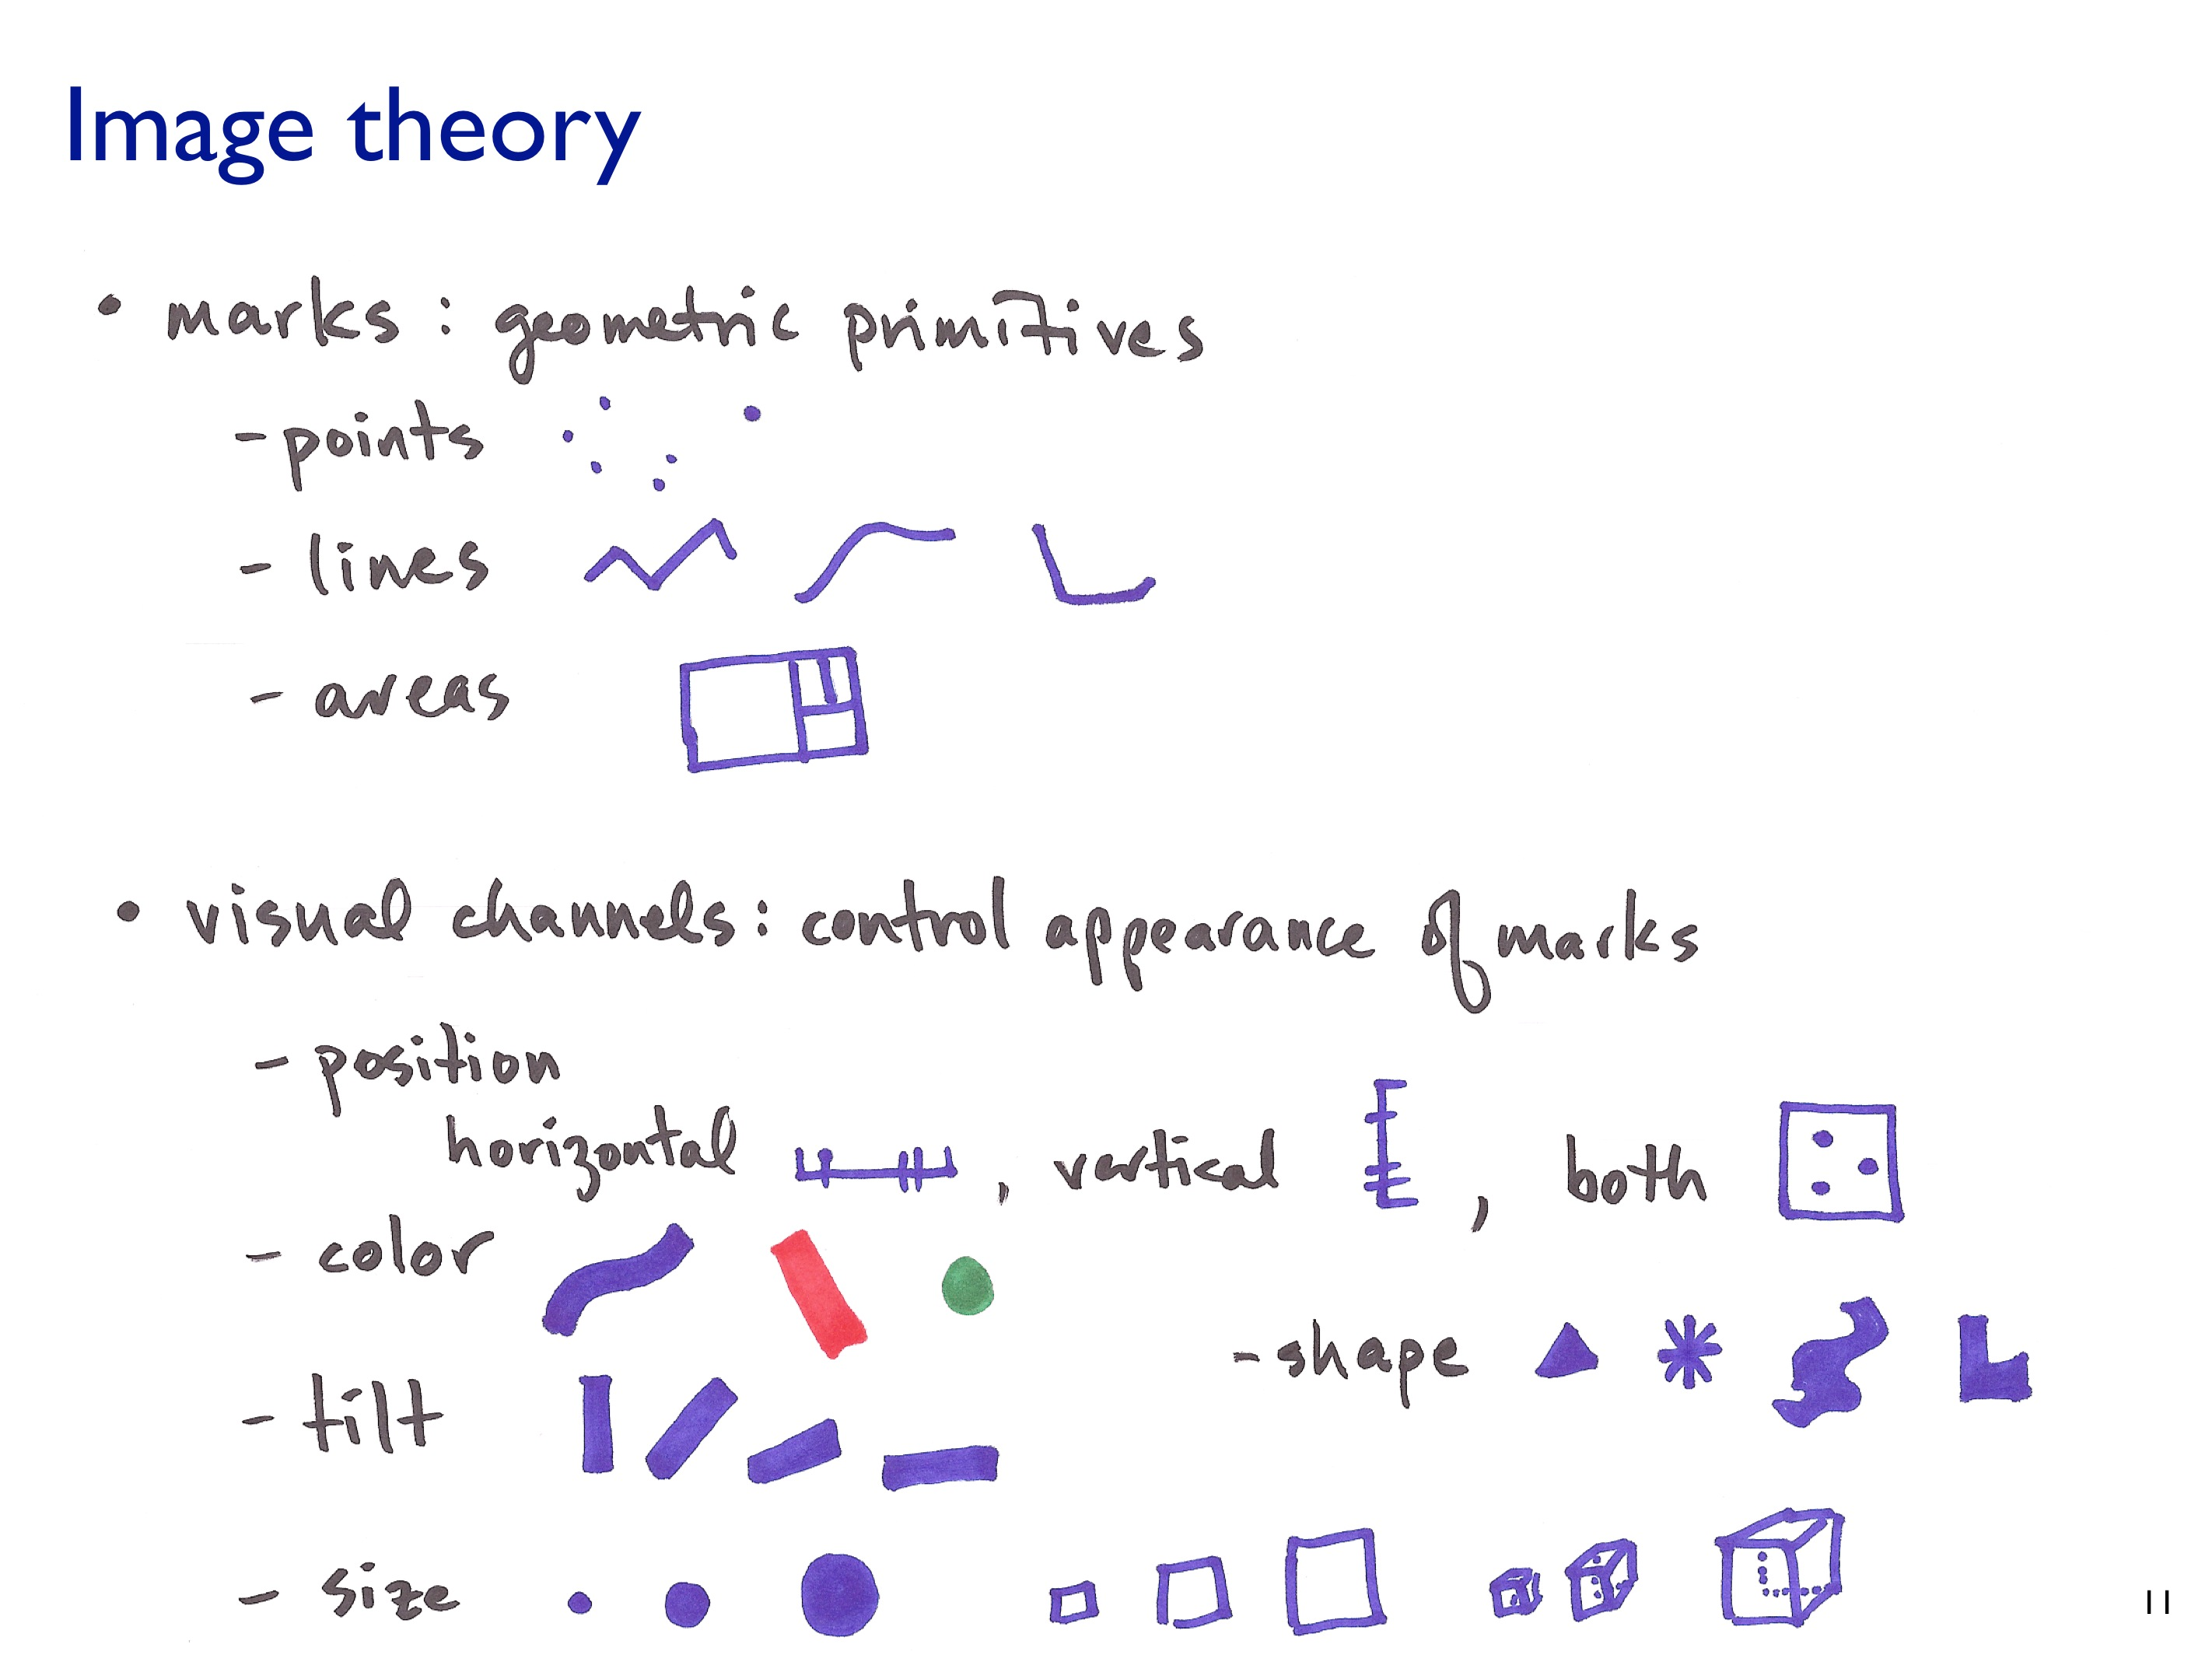 Image theory
• marks : geometric primitives
- points
- lines
- areas
• visual channels : control appearance of marks
- position
horizontal , vertical , both
- color
- shape
- tilt
- size
11